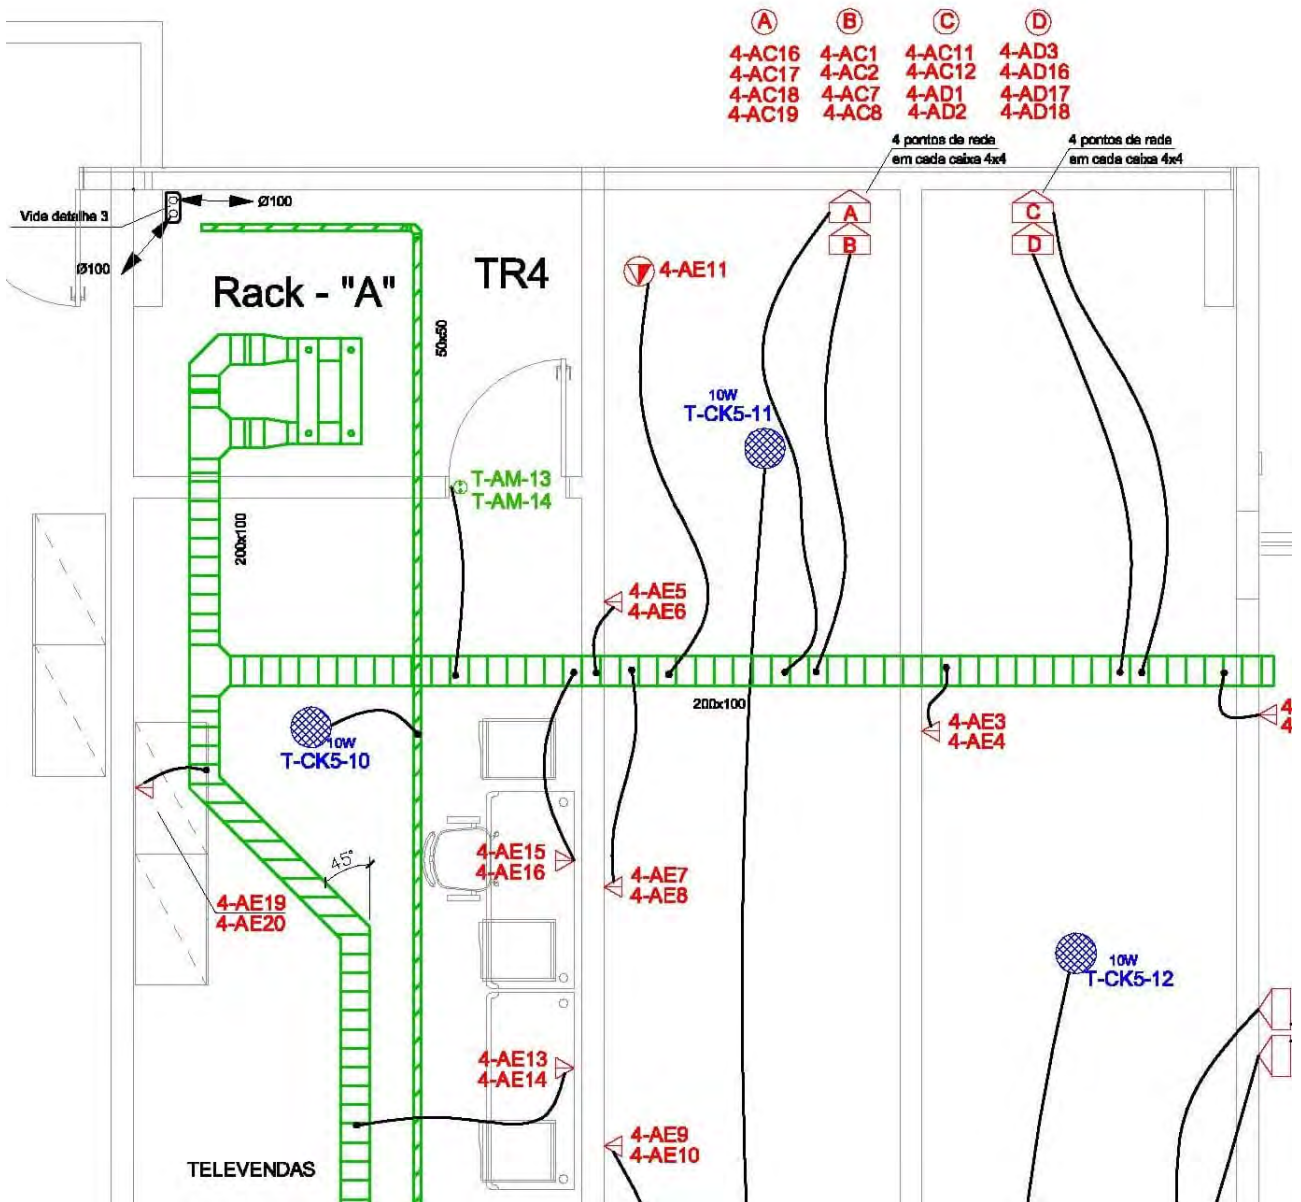 A B C D
4-AC16 4-AC1 4-AC11 4-AD3
4-AC17 4-AC2 4-AC12 4-AD16
4-AC18 4-AC7 4-AD1 4-AD17
4-AC19 4-AC8 4-AD2 4-AD18
4 pontos de rede
em cada caixa 4x4
4 pontos de rede
em cada caixa 4x4
Vide detalhe 3
Ø100
Ø100
A
B
C
D
Rack - "A"
TR4
4-AE11
50x50
10W
T-CK5-11
T-AM-13
T-AM-14
200x100
4-AE5
4-AE6
200x100
4-AE3
4-AE4
4
4
10W
T-CK5-10
45°
4-AE15
4-AE16
4-AE7
4-AE8
4-AE19
4-AE20
10W
T-CK5-12
4-AE13
4-AE14
4-AE9
4-AE10
TELEVENDAS